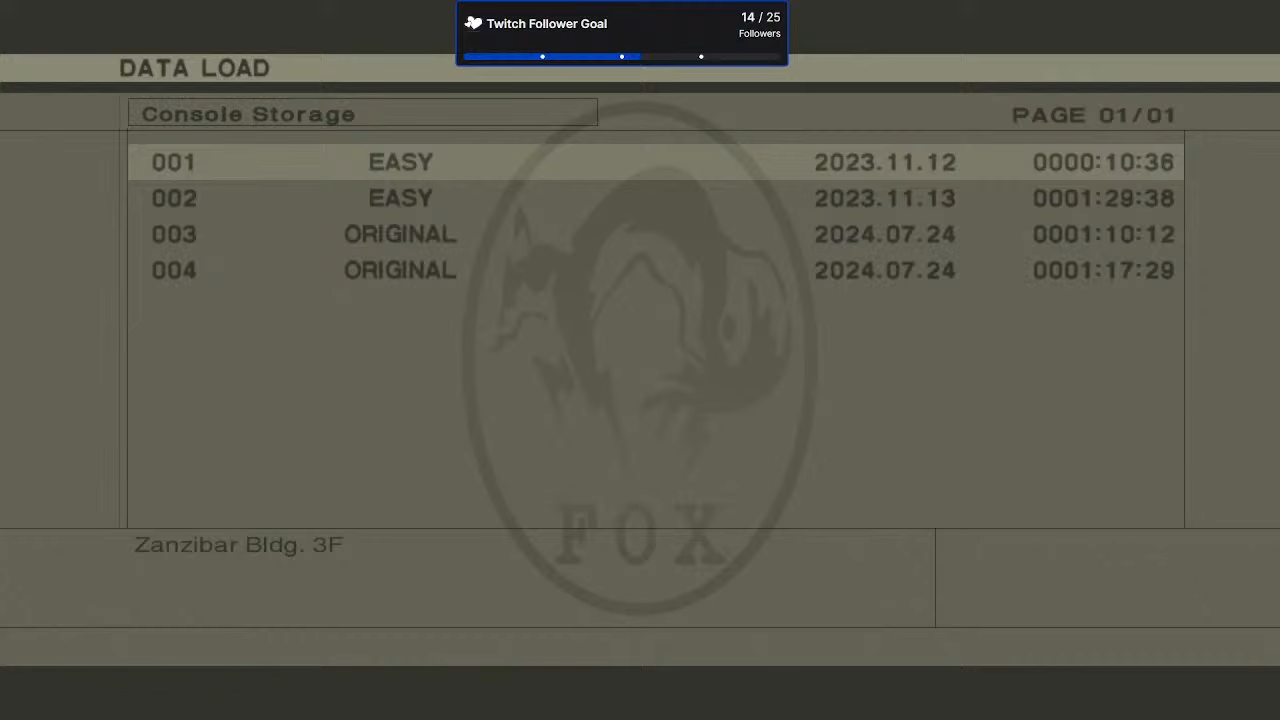 Twitch Follower Goal
14 / 25
Followers
DATA LOAD
Console Storage PAGE 01/01
001 EASY 2023.11.12 0000:10:36
002 EASY 2023.11.13 0001:29:38
003 ORIGINAL 2024.07.24 0001:10:12
004 ORIGINAL 2024.07.24 0001:17:29
FOX
Zanzibar Bldg. 3F